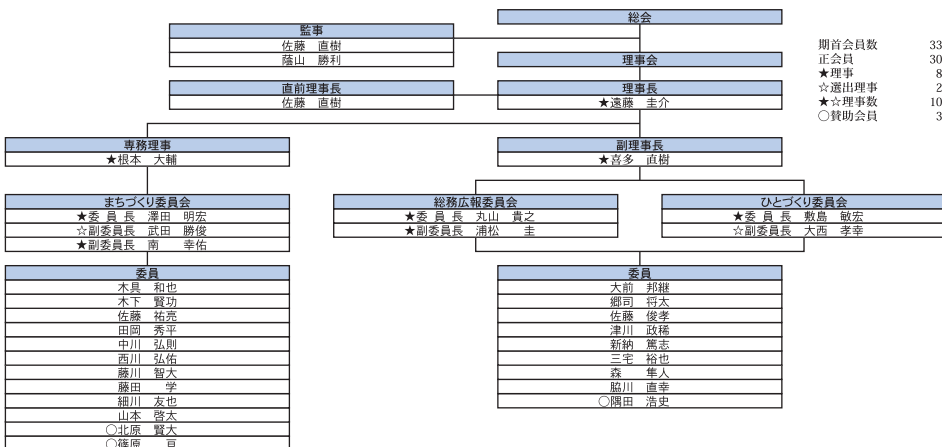 総会
監事
佐藤　直樹
蔭山　勝利
理事会
直前理事長
佐藤　直樹
理事長
★遠藤　圭介
期首会員数 33
正会員 30
★理事 8
☆選出理事 2
★☆理事数 10
○賛助会員 3
専務理事
★根本　大輔
副理事長
★喜多　直樹
まちづくり委員会
★委 員 長　澤田　明宏
☆副委員長　武田　勝俊
★副委員長　南　　幸佑
総務広報委員会
★委 員 長　丸山　貴之
★副委員長　浦松　　圭
ひとづくり委員会
★委 員 長　敷島　敏宏
☆副委員長　大西　孝幸
委員
木具　和也
木下　賢功
佐藤　祐亮
田岡　秀平
中川　弘則
西川　弘佑
藤川　智大
藤田　　学
細川　友也
山本　啓太
○北原　賢大
○篠原　　亘
委員
大前　邦継
郷司　将太
佐藤　俊孝
津川　政稀
新納　篤志
三宅　裕也
森　　隼人
脇川　直幸
○隅田　浩史